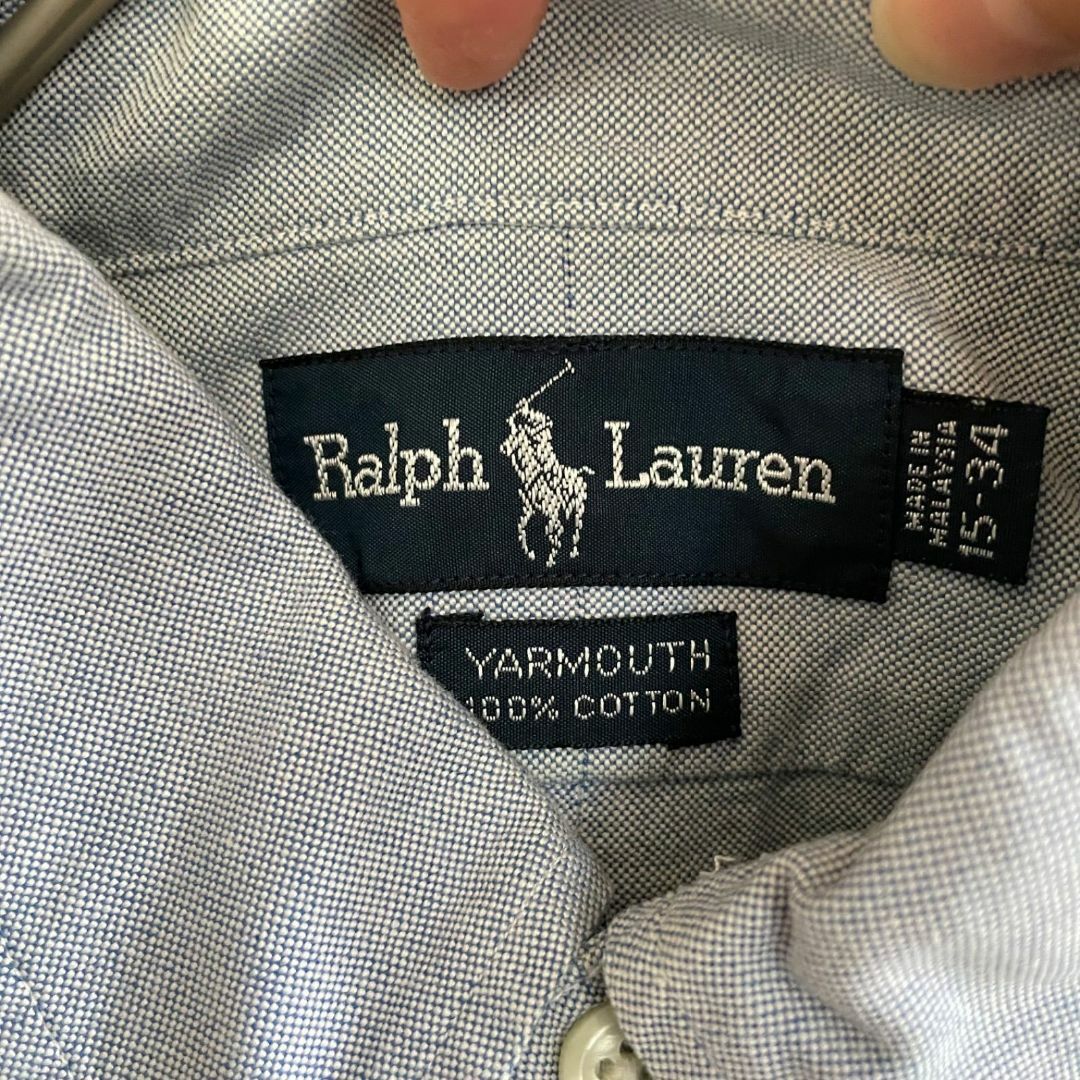 Ralph Lauren
MADE IN
MALAYSIA
15-34
YARMOUTH
100% COTTON